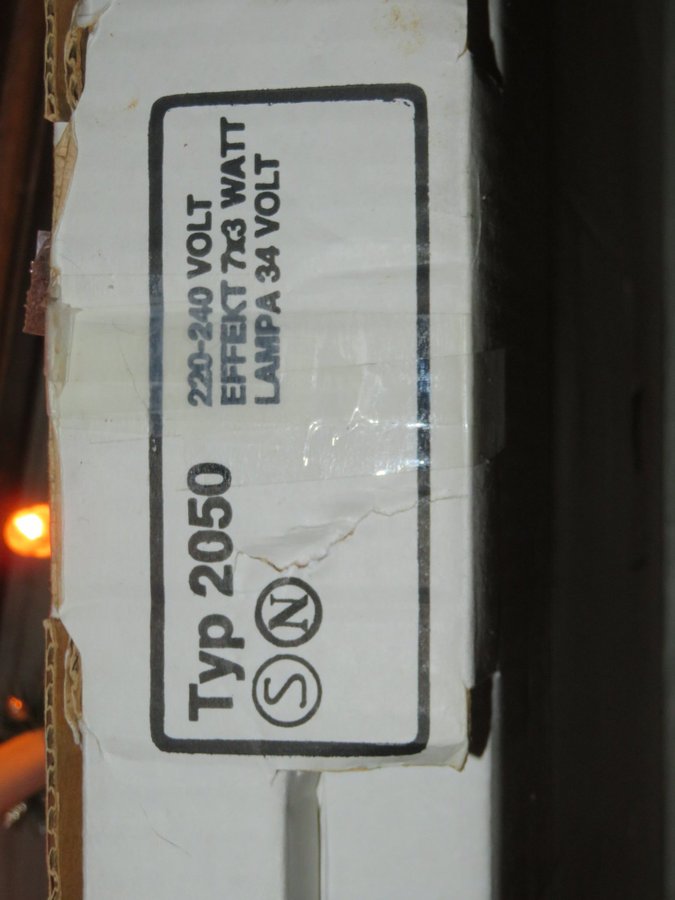 Typ 2050
S N
220-240 VOLT
EFFEKT 7x3 WATT
LAMPA 34 VOLT